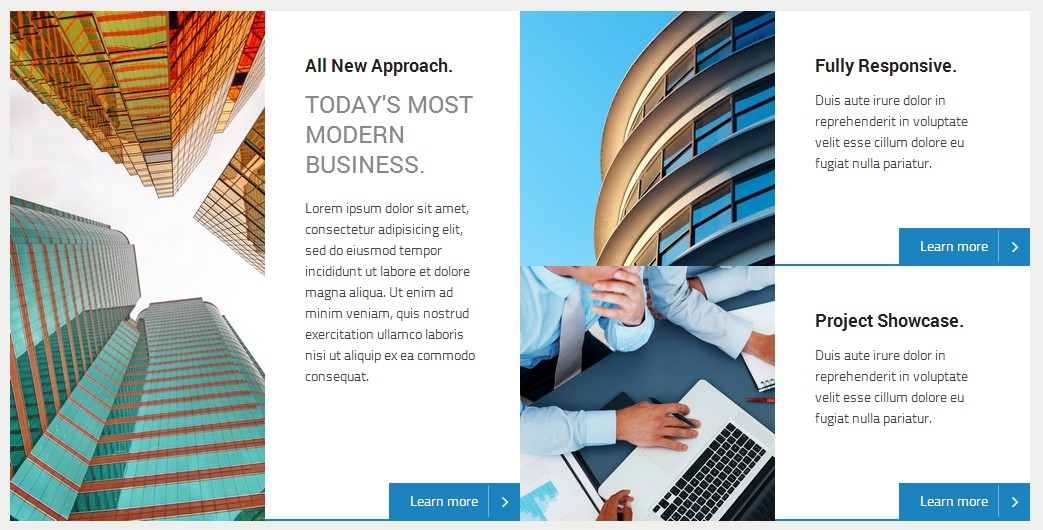 All New Approach.
TODAY'S MOST
MODERN
BUSINESS.
Lorem ipsum dolor sit amet,
consectetur adipisicing elit,
sed do eiusmod tempor
incididunt ut labore et dolore
magna aliqua. Ut enim ad
minim veniam, quis nostrud
exercitation ullamco laboris
nisi ut aliquip ex ea commodo
consequat.
Learn more
Fully Responsive.
Duis aute irure dolor in
reprehenderit in voluptate
velit esse cillum dolore eu
fugiat nulla pariatur.
Learn more
Project Showcase.
Duis aute irure dolor in
reprehenderit in voluptate
velit esse cillum dolore eu
fugiat nulla pariatur.
Learn more